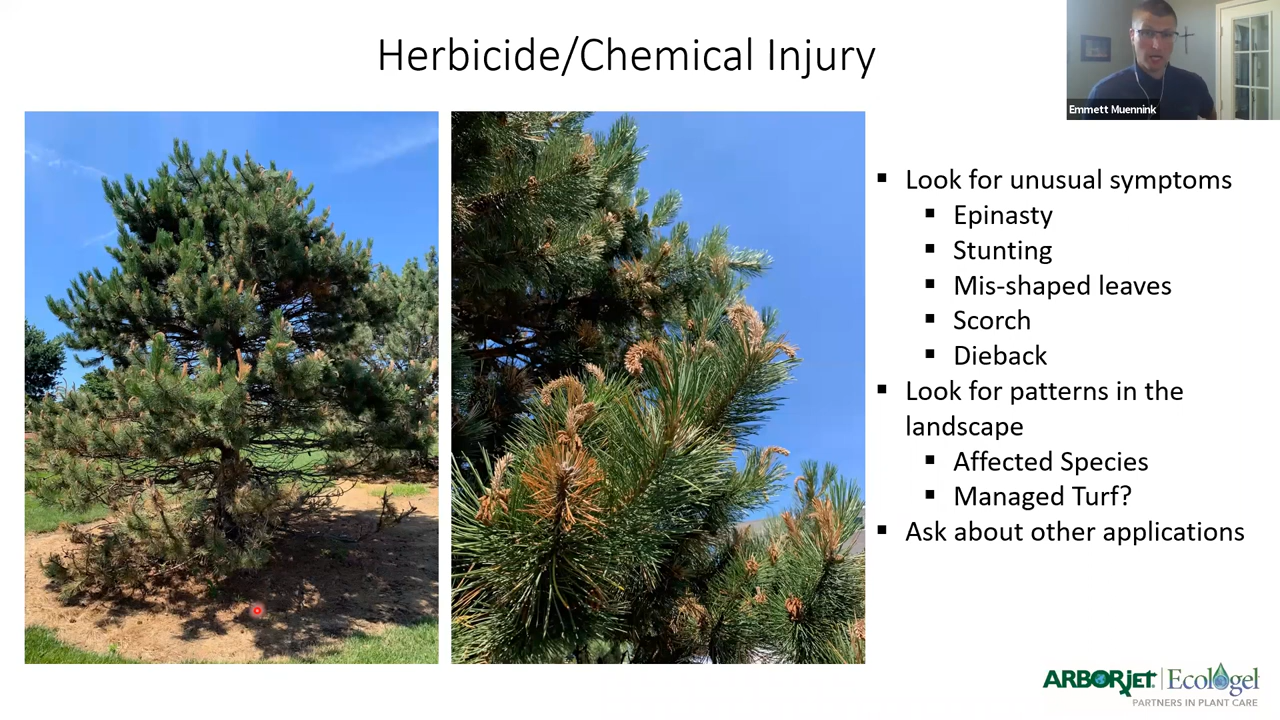 Herbicide/Chemical Injury
Emmett Muennink
Look for unusual symptoms
Epinasty
Stunting
Mis-shaped leaves
Scorch
Dieback
Look for patterns in the
landscape
Affected Species
Managed Turf?
Ask about other applications
ARBORjET Ecologel
PARTNERS IN PLANT CARE